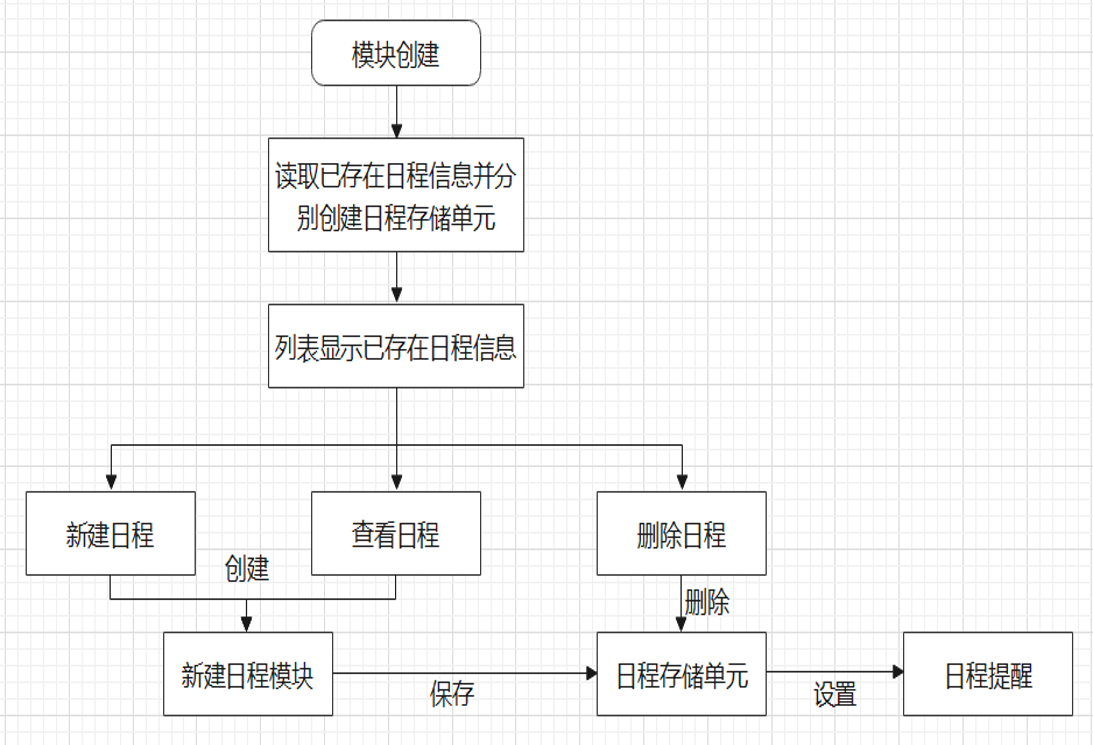 模块创建
读取已存在日程信息并分
别创建日程存储单元
列表显示已存在日程信息
新建日程
查看日程
删除日程
创建
删除
新建日程模块
日程存储单元
日程提醒
保存
设置